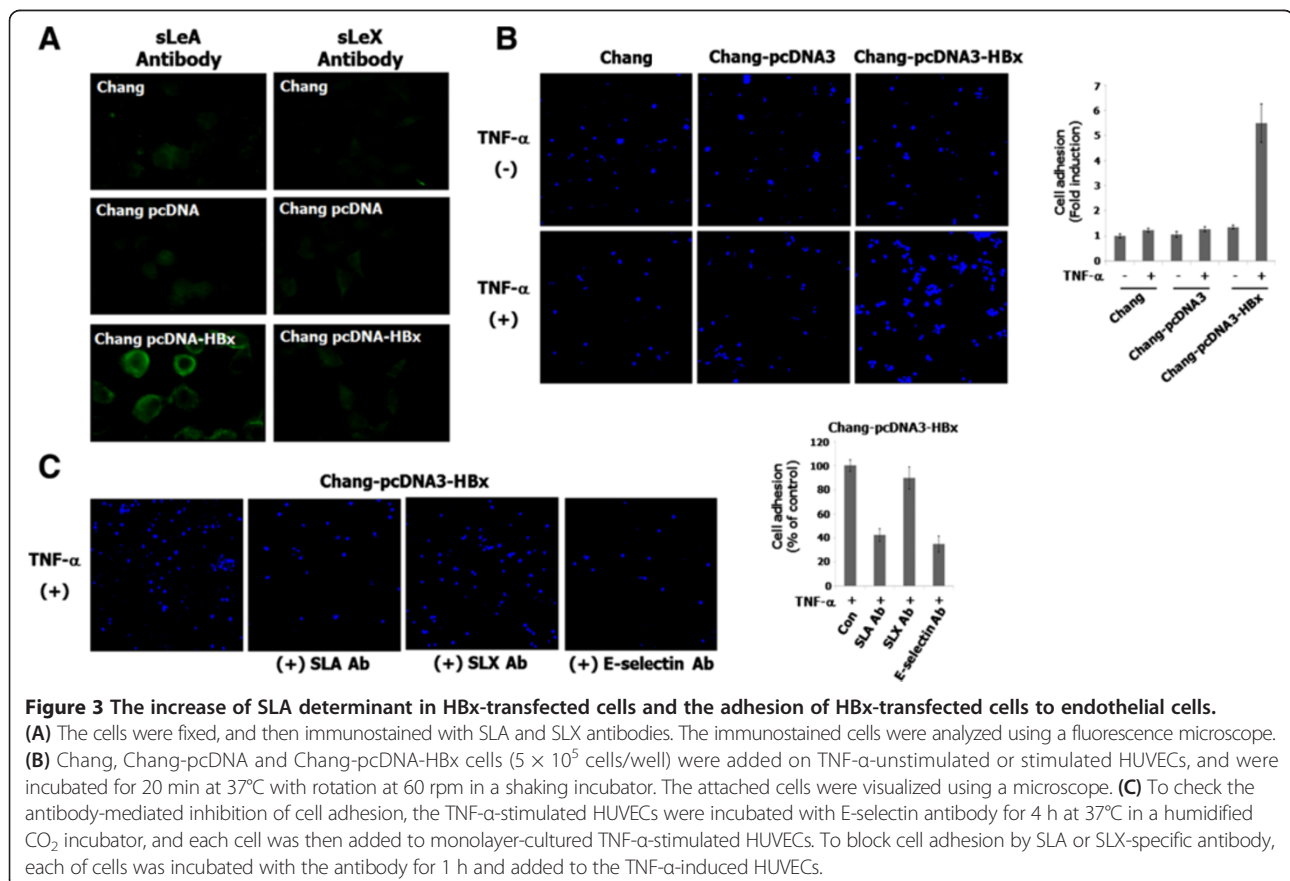 A
sLeA
Antibody
sLeX
Antibody
Chang
Chang
Chang pcDNA
Chang pcDNA
Chang pcDNA-HBx
Chang pcDNA-HBx
B
Chang
Chang-pcDNA3
Chang-pcDNA3-HBx
TNF-α
(-)
TNF-α
(+)
Cell adhesion
(Fold induction)
7
6
5
4
3
2
1
0
TNF-α - + - + - +
Chang
Chang-pcDNA3
Chang-pcDNA3-HBx
C
Chang-pcDNA3-HBx
TNF-α
(+)
(+) SLA Ab
(+) SLX Ab
(+) E-selectin Ab
Chang-pcDNA3-HBx
Cell adhesion
(% of control)
120
100
80
60
40
20
0
TNF-α + + + +
Con
SLA Ab
SLX Ab
E-selectin Ab
Figure 3 The increase of SLA determinant in HBx-transfected cells and the adhesion of HBx-transfected cells to endothelial cells.
(A) The cells were fixed, and then immunostained with SLA and SLX antibodies. The immunostained cells were analyzed using a fluorescence microscope.
(B) Chang, Chang-pcDNA and Chang-pcDNA-HBx cells (5 × 10⁵ cells/well) were added on TNF-α-unstimulated or stimulated HUVECs, and were
incubated for 20 min at 37°C with rotation at 60 rpm in a shaking incubator. The attached cells were visualized using a microscope. (C) To check the
antibody-mediated inhibition of cell adhesion, the TNF-α-stimulated HUVECs were incubated with E-selectin antibody for 4 h at 37°C in a humidified
CO₂ incubator, and each cell was then added to monolayer-cultured TNF-α-stimulated HUVECs. To block cell adhesion by SLA or SLX-specific antibody,
each of cells was incubated with the antibody for 1 h and added to the TNF-α-induced HUVECs.